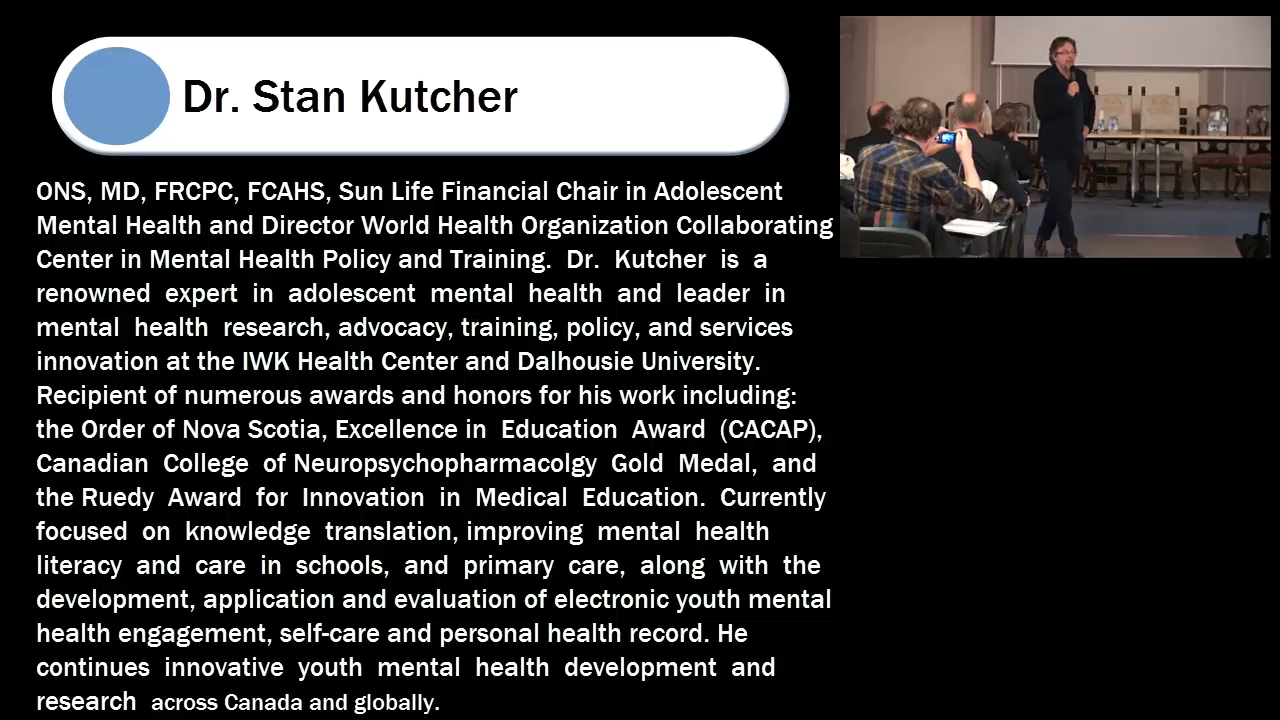 Dr. Stan Kutcher
ONS, MD, FRCPC, FCAHS, Sun Life Financial Chair in Adolescent
Mental Health and Director World Health Organization Collaborating
Center in Mental Health Policy and Training. Dr. Kutcher is a
renowned expert in adolescent mental health and leader in
mental health research, advocacy, training, policy, and services
innovation at the IWK Health Center and Dalhousie University.
Recipient of numerous awards and honors for his work including:
the Order of Nova Scotia, Excellence in Education Award (CACAP),
Canadian College of Neuropsychopharmacolgy Gold Medal, and
the Ruedy Award for Innovation in Medical Education. Currently
focused on knowledge translation, improving mental health
literacy and care in schools, and primary care, along with the
development, application and evaluation of electronic youth mental
health engagement, self-care and personal health record. He
continues innovative youth mental health development and
research across Canada and globally.